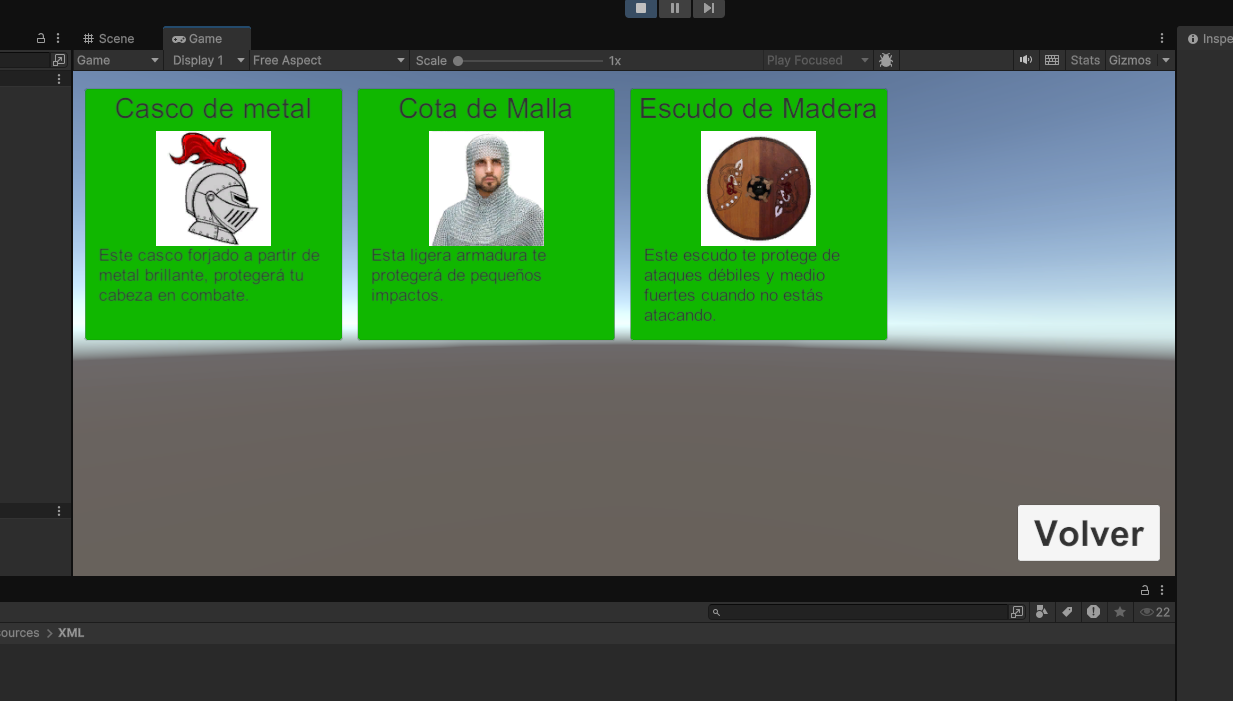 Scene
Game
Inspe
Game
Display 1
Free Aspect
Scale
1x
Play Focused
Stats
Gizmos
Casco de metal
Este casco forjado a partir de
metal brillante, protegerá tu
cabeza en combate.
Cota de Malla
Esta ligera armadura te
protegerá de pequeños
impactos.
Escudo de Madera
Este escudo te protege de
ataques débiles y medio
fuertes cuando no estás
atacando.
Volver
22
ources > XML